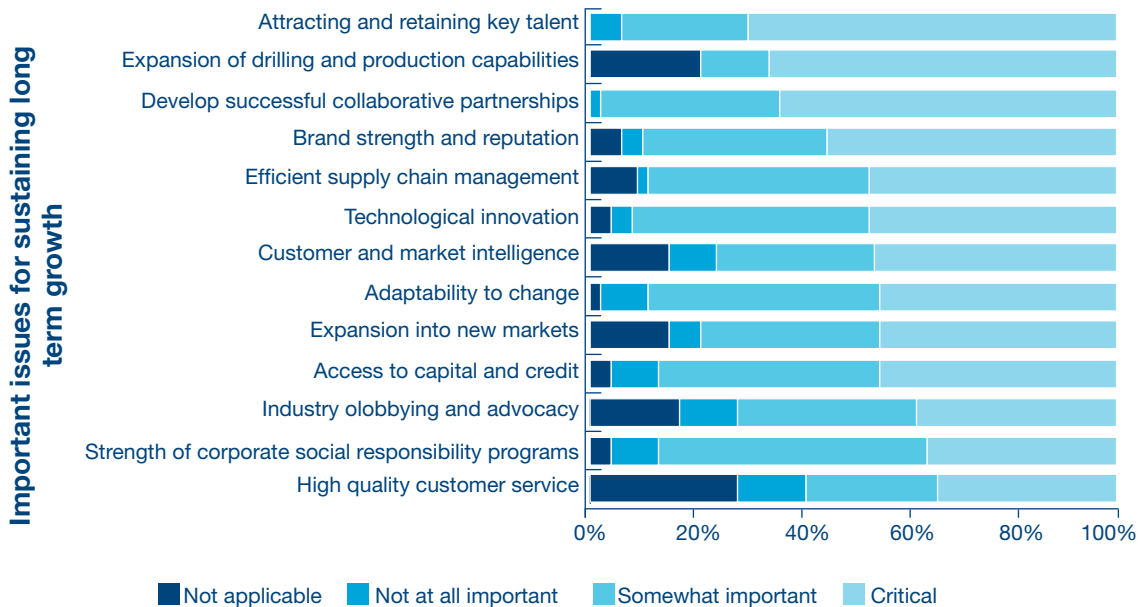 Important issues for sustaining long
term growth
Attracting and retaining key talent
Expansion of drilling and production capabilities
Develop successful collaborative partnerships
Brand strength and reputation
Efficient supply chain management
Technological innovation
Customer and market intelligence
Adaptability to change
Expansion into new markets
Access to capital and credit
Industry olobbying and advocacy
Strength of corporate social responsibility programs
High quality customer service
0% 20% 40% 60% 80% 100%
Not applicable Not at all important Somewhat important Critical